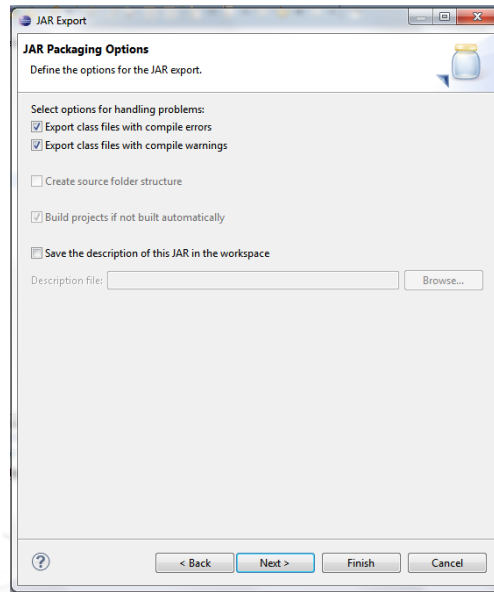 JAR Export
JAR Packaging Options
Define the options for the JAR export.
Select options for handling problems:
Export class files with compile errors
Export class files with compile warnings
Create source folder structure
Build projects if not built automatically
Save the description of this JAR in the workspace
Description file: Browse...
? < Back Next > Finish Cancel